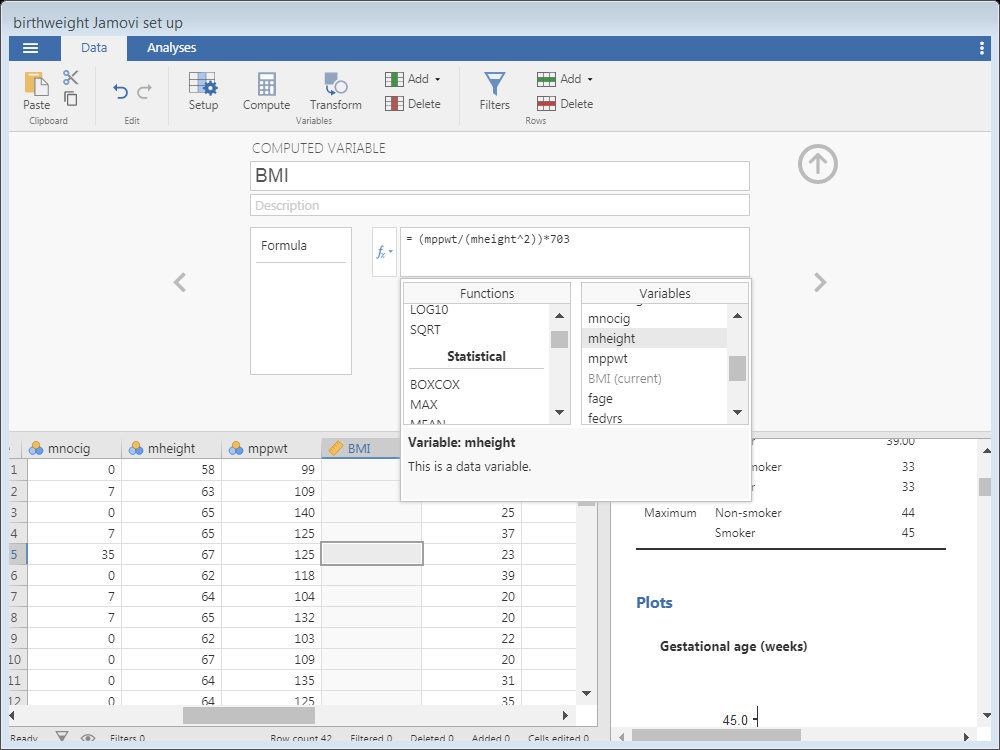 birthweight Jamovi set up
Data Analyses
Paste Setup Compute Transform Add Delete Filters Add Delete
Clipboard Edit Variables Rows
COMPUTED VARIABLE
BMI
Description
Formula
fx
= (mppwt/(mheight^2))*703
Functions Variables
LOG10 mnocig
SQRT mheight
Statistical mppwt
BOXCOX BMI (current)
MAX fage
MEAN fedyrs
Variable: mheight
This is a data variable.
mnocig mheight mppwt BMI
1 0 58 99
2 7 63 109
3 0 65 140 25
4 7 65 125 37
5 35 67 125 23
6 0 62 118 39
7 7 64 104 20
8 7 65 132 20
9 0 62 103 22
10 0 67 109 20
11 0 64 135 31
12 0 64 125 35
39.00
moker 33
r 33
Maximum Non-smoker 44
Smoker 45
Plots
Gestational age (weeks)
45.0
Ready Filters 0 Row count 42 Filtered 0 Deleted 0 Added 0 Cells edited 0